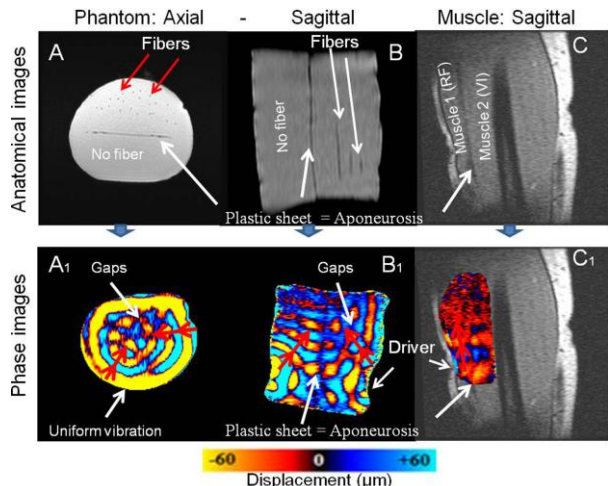 Phantom: Axial - Sagittal Muscle: Sagittal
Anatomical images
A
Fibers
No fiber
B
Fibers
No fiber
C
Muscle 1 (RF)
Muscle 2 (VI)
Plastic sheet = Aponeurosis
Phase images
A1
Gaps
Uniform vibration
B1
Gaps
Driver
Plastic sheet = Aponeurosis
C1
-60 0 +60
Displacement (µm)